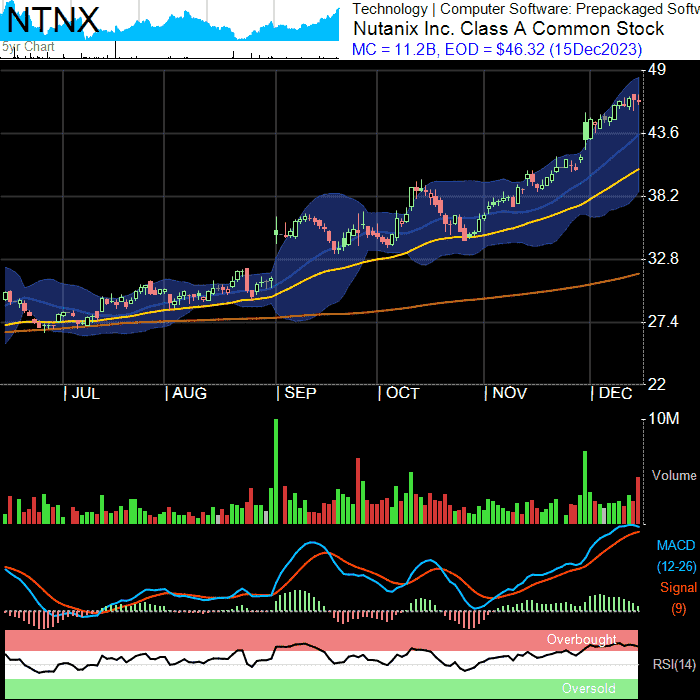 NTNX
5yr Chart
Technology | Computer Software: Prepackaged Softw
Nutanix Inc. Class A Common Stock
MC = 11.2B, EOD = $46.32 (15Dec2023)
49
43.6
38.2
32.8
27.4
22
JUL AUG SEP OCT NOV DEC
10M
Volume
MACD
(12-26)
Signal
(9)
Overbought
RSI(14)
Oversold